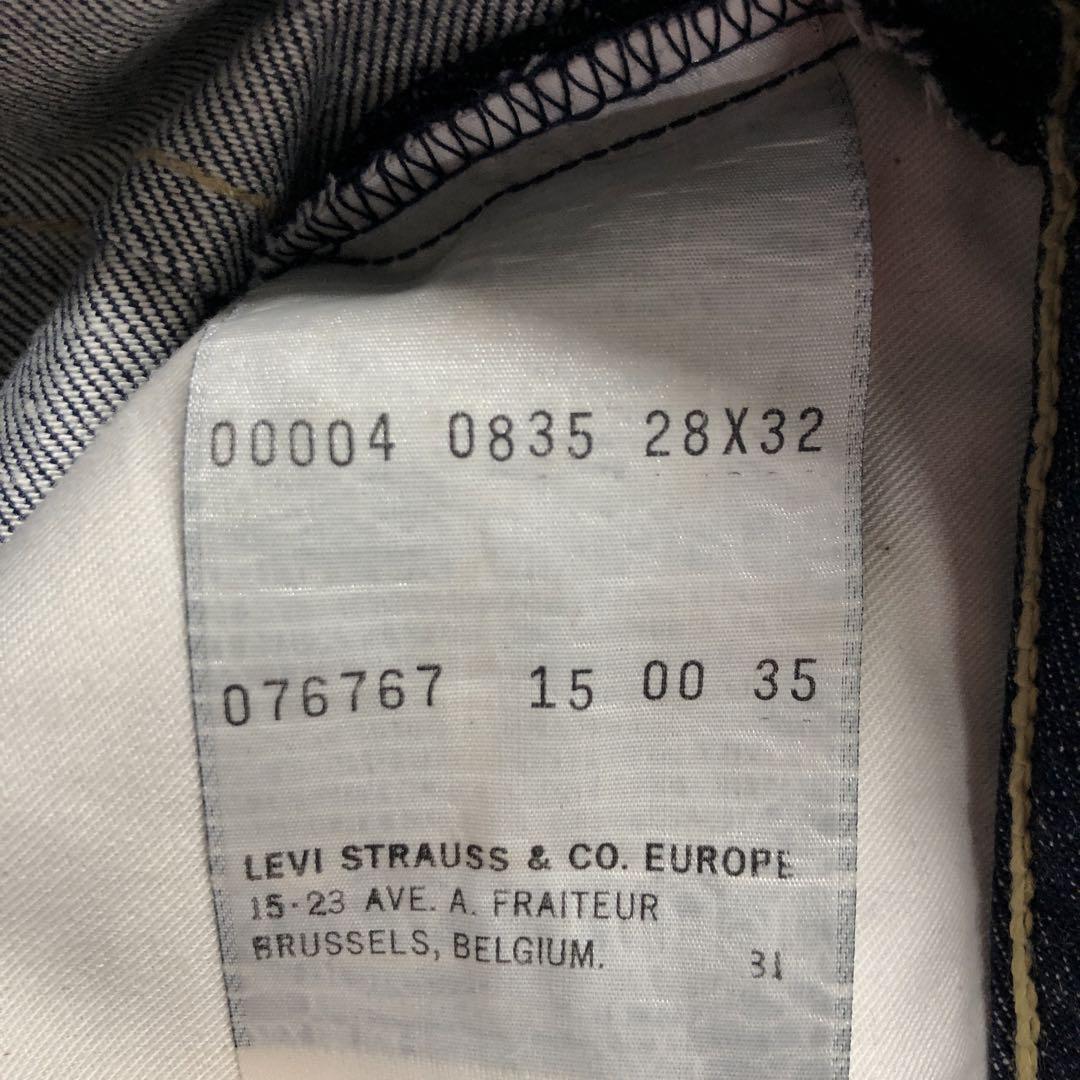 00004 0835 28X32
076767 15 00 35
LEVI STRAUSS & CO. EUROPE
15-23 AVE. A. FRAITEUR
BRUSSELS, BELGIUM.
31